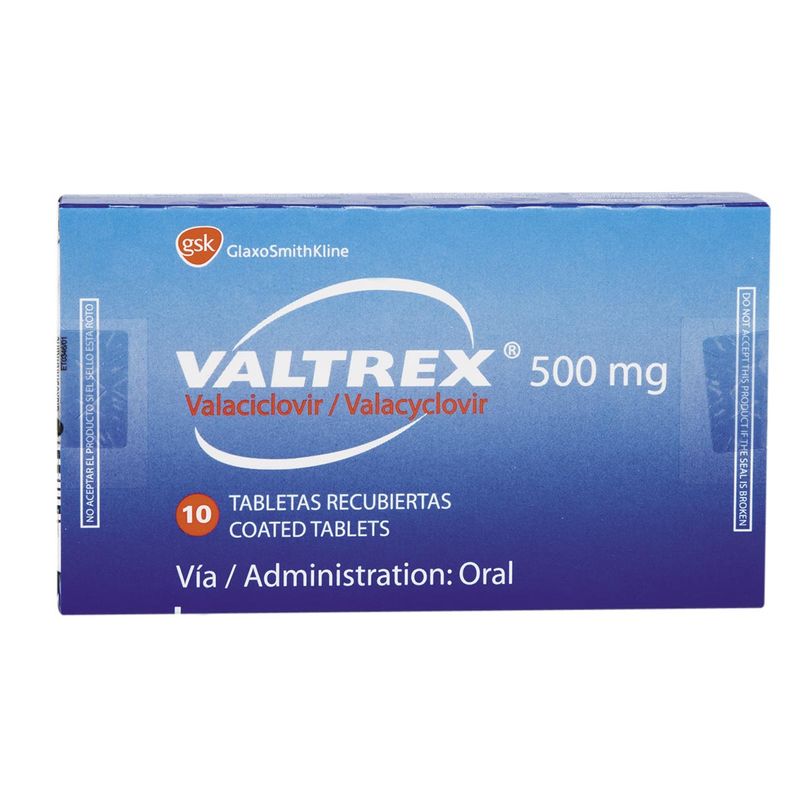 gsk GlaxoSmithKline
VALTREX® 500 mg
Valaciclovir / Valacyclovir
10 TABLETAS RECUBIERTAS
COATED TABLETS
Vía / Administration: Oral
NO ACEPTAR EL PRODUCTO SI EL SELLO ESTA ROTO
DO NOT ACCEPT THIS PRODUCT IF THE SEAL IS BROKEN